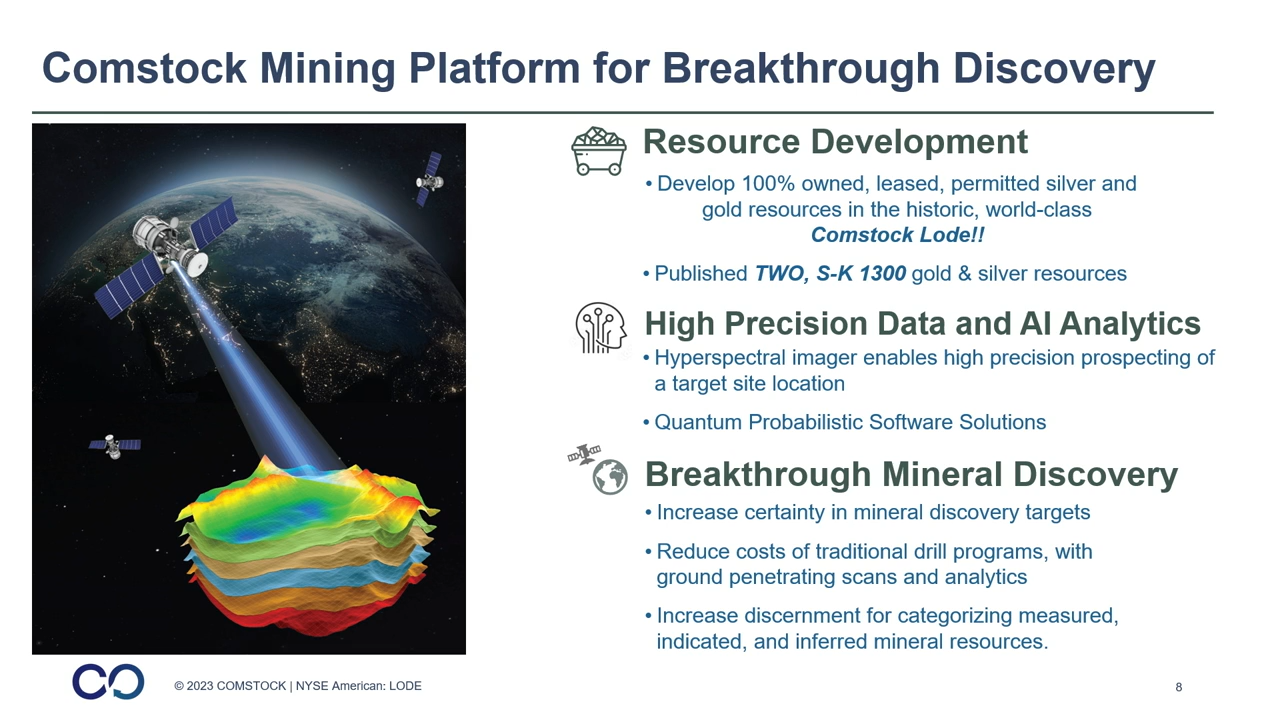 Comstock Mining Platform for Breakthrough Discovery
Resource Development
• Develop 100% owned, leased, permitted silver and
gold resources in the historic, world-class
Comstock Lode!!
• Published TWO, S-K 1300 gold & silver resources
High Precision Data and AI Analytics
• Hyperspectral imager enables high precision prospecting of
a target site location
• Quantum Probabilistic Software Solutions
Breakthrough Mineral Discovery
• Increase certainty in mineral discovery targets
• Reduce costs of traditional drill programs, with
ground penetrating scans and analytics
• Increase discernment for categorizing measured,
indicated, and inferred mineral resources.
© 2023 COMSTOCK | NYSE American: LODE
8